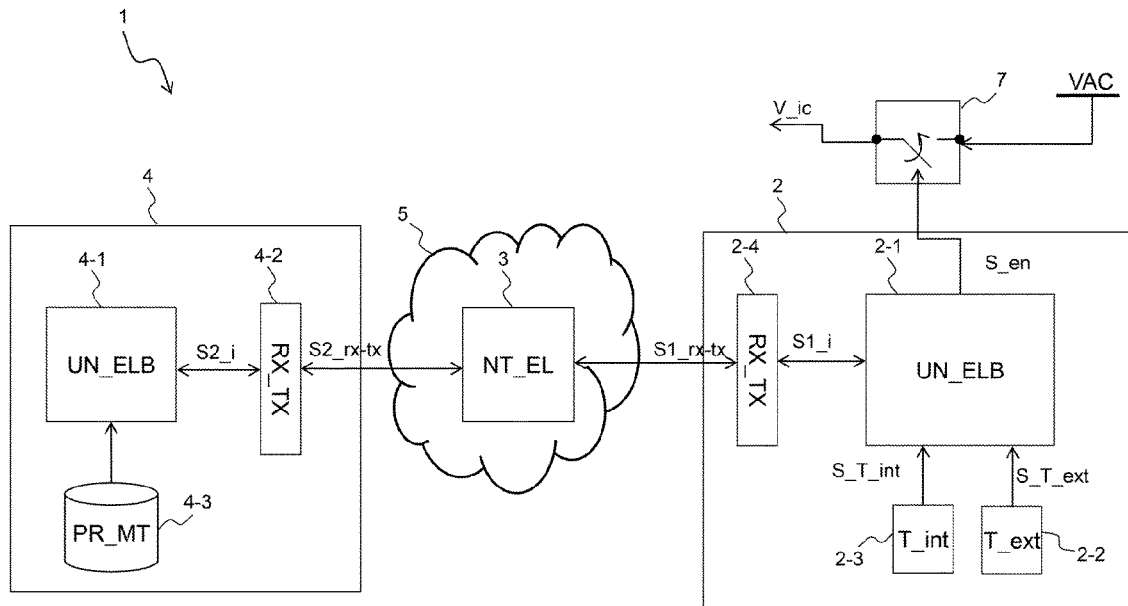 1
7
VAC
V_ic
4
5
2
4-1
4-2
3
2-4
2-1
S_en
UN_ELB
S2_i
RX_TX
S2_rx-tx
NT_EL
S1_rx-tx
RX_TX
S1_i
UN_ELB
S_T_int
S_T_ext
PR_MT
4-3
2-3
T_int
T_ext
2-2